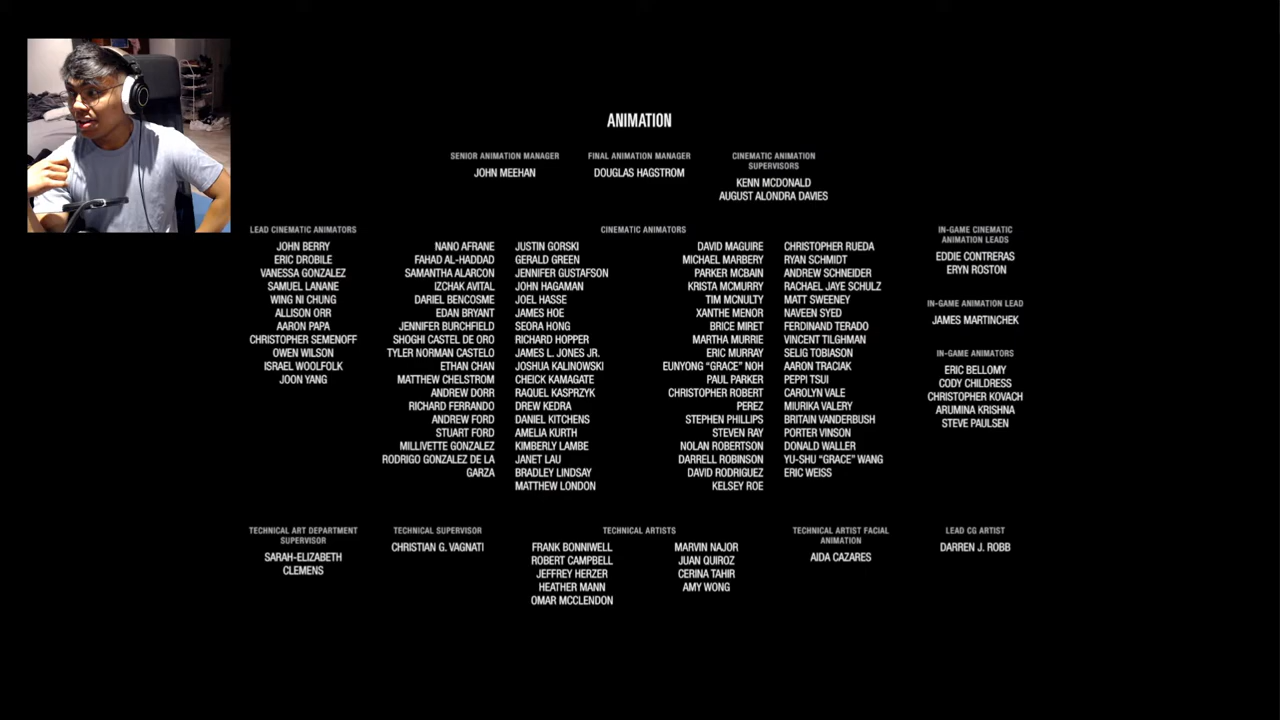 ANIMATION
SENIOR ANIMATION MANAGER
JOHN MEEHAN
FINAL ANIMATION MANAGER
DOUGLAS HAGSTROM
CINEMATIC ANIMATION
SUPERVISORS
KENN MCDONALD
AUGUST ALONDRA DAVIES
LEAD CINEMATIC ANIMATORS
JOHN BERRY
ERIC DROBILE
VANESSA GONZALEZ
SAMUEL LANANE
WING NI CHUNG
ALLISON ORR
AARON PAPA
CHRISTOPHER SEMENOFF
OWEN WILSON
ISRAEL WOOLFOLK
JOON YANG
CINEMATIC ANIMATORS
NANO AFRANE
FAHAD AL-HADDAD
SAMANTHA ALARCON
IZCHAK AVITAL
DARIEL BENCOSME
EDAN BRYANT
JENNIFER BURCHFIELD
SHOGHI CASTEL DE ORO
TYLER NORMAN CASTELO
ETHAN CHAN
MATTHEW CHELSTROM
ANDREW DORR
RICHARD FERRANDO
ANDREW FORD
STUART FORD
MILLIVETTE GONZALEZ
RODRIGO GONZALEZ DE LA
GARZA
JUSTIN GORSKI
GERALD GREEN
JENNIFER GUSTAFSON
JOHN HAGAMAN
JOEL HASSE
JAMES HOE
SEORA HONG
RICHARD HOPPER
JAMES L. JONES JR.
JOSHUA KALINOWSKI
CHEICK KAMAGATE
RAQUEL KASPRZYK
DREW KEDRA
DANIEL KITCHENS
AMELIA KURTH
KIMBERLY LAMBE
JANET LAU
BRADLEY LINDSAY
MATTHEW LONDON
DAVID MAGUIRE
MICHAEL MARBERY
PARKER MCBAIN
KRISTA MCMURRY
TIM MCNULTY
XANTHE MENOR
BRICE MIRET
MARTHA MURRIE
ERIC MURRAY
EUNYONG “GRACE” NOH
PAUL PARKER
CHRISTOPHER ROBERT
PEREZ
STEPHEN PHILLIPS
STEVEN RAY
NOLAN ROBERTSON
DARRELL ROBINSON
DAVID RODRIGUEZ
KELSEY ROE
CHRISTOPHER RUEDA
RYAN SCHMIDT
ANDREW SCHNEIDER
RACHAEL JAYE SCHULZ
MATT SWEENEY
NAVEEN SYED
FERDINAND TERADO
VINCENT TILGHMAN
SELIG TOBIASON
AARON TRACIAK
PEPPI TSUI
CAROLYN VALE
MIURIKA VALERY
BRITAIN VANDERBUSH
PORTER VINSON
DONALD WALLER
YU-SHU “GRACE” WANG
ERIC WEISS
IN-GAME CINEMATIC
ANIMATION LEADS
EDDIE CONTRERAS
ERYN ROSTON
IN-GAME ANIMATION LEAD
JAMES MARTINCHEK
IN-GAME ANIMATORS
ERIC BELLOMY
CODY CHILDRESS
CHRISTOPHER KOVACH
ARUMINA KRISHNA
STEVE PAULSEN
TECHNICAL ART DEPARTMENT
SUPERVISOR
SARAH-ELIZABETH
CLEMENS
TECHNICAL SUPERVISOR
CHRISTIAN G. VAGNATI
TECHNICAL ARTISTS
FRANK BONNIWELL
ROBERT CAMPBELL
JEFFREY HERZER
HEATHER MANN
OMAR MCCLENDON
MARVIN NAJOR
JUAN QUIROZ
CERINA TAHIR
AMY WONG
TECHNICAL ARTIST FACIAL
ANIMATION
AIDA CAZARES
LEAD CG ARTIST
DARREN J. ROBB